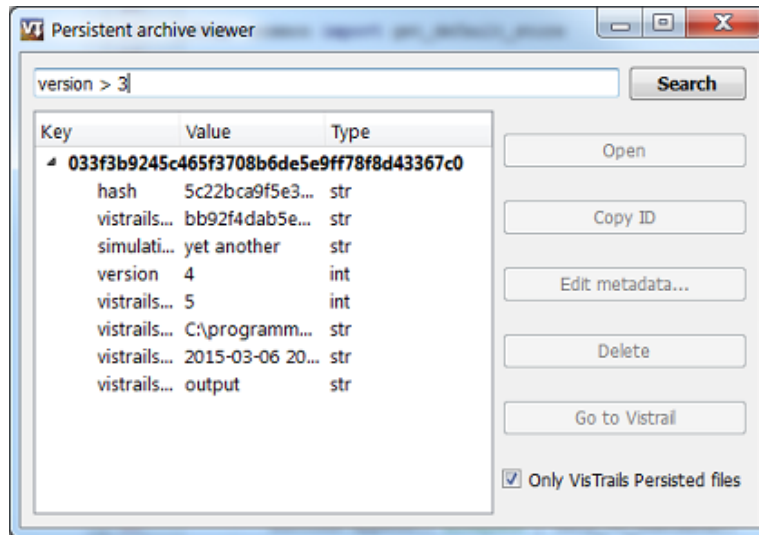 VT Persistent archive viewer
version > 3
Search
Key Value Type
033f3b9245c465f3708b6de5e9ff78f8d43367c0
hash 5c22bca9f5e3... str
vistrails... bb92f4dab5e... str
simulati... yet another str
version 4 int
vistrails... 5 int
vistrails... C:\programm... str
vistrails... 2015-03-06 20... str
vistrails... output str
Open
Copy ID
Edit metadata...
Delete
Go to Vistrail
Only VisTrails Persisted files